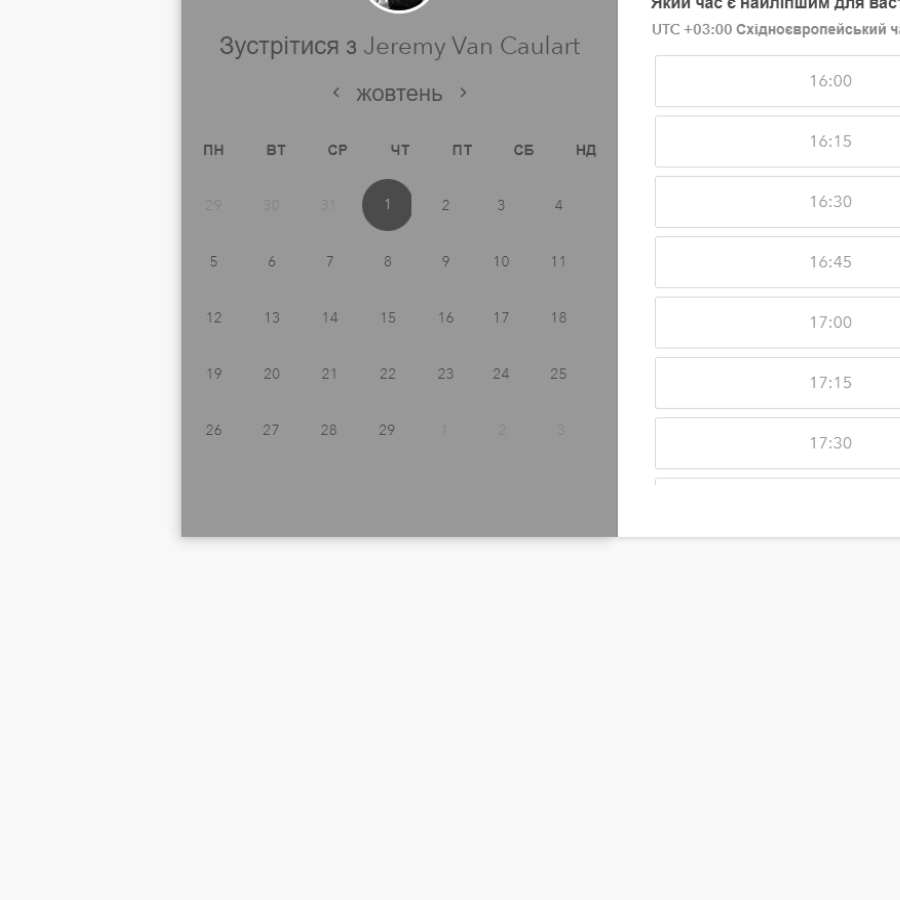 Зустрітися з Jeremy Van Caulart
жовтень
ПН ВТ СР ЧТ ПТ СБ НД
29 30 31 1 2 3 4
5 6 7 8 9 10 11
12 13 14 15 16 17 18
19 20 21 22 23 24 25
26 27 28 29 1 2 3
Який час є найліпшим для вас
UTC +03:00 Східноєвропейський
16:00
16:15
16:30
16:45
17:00
17:15
17:30